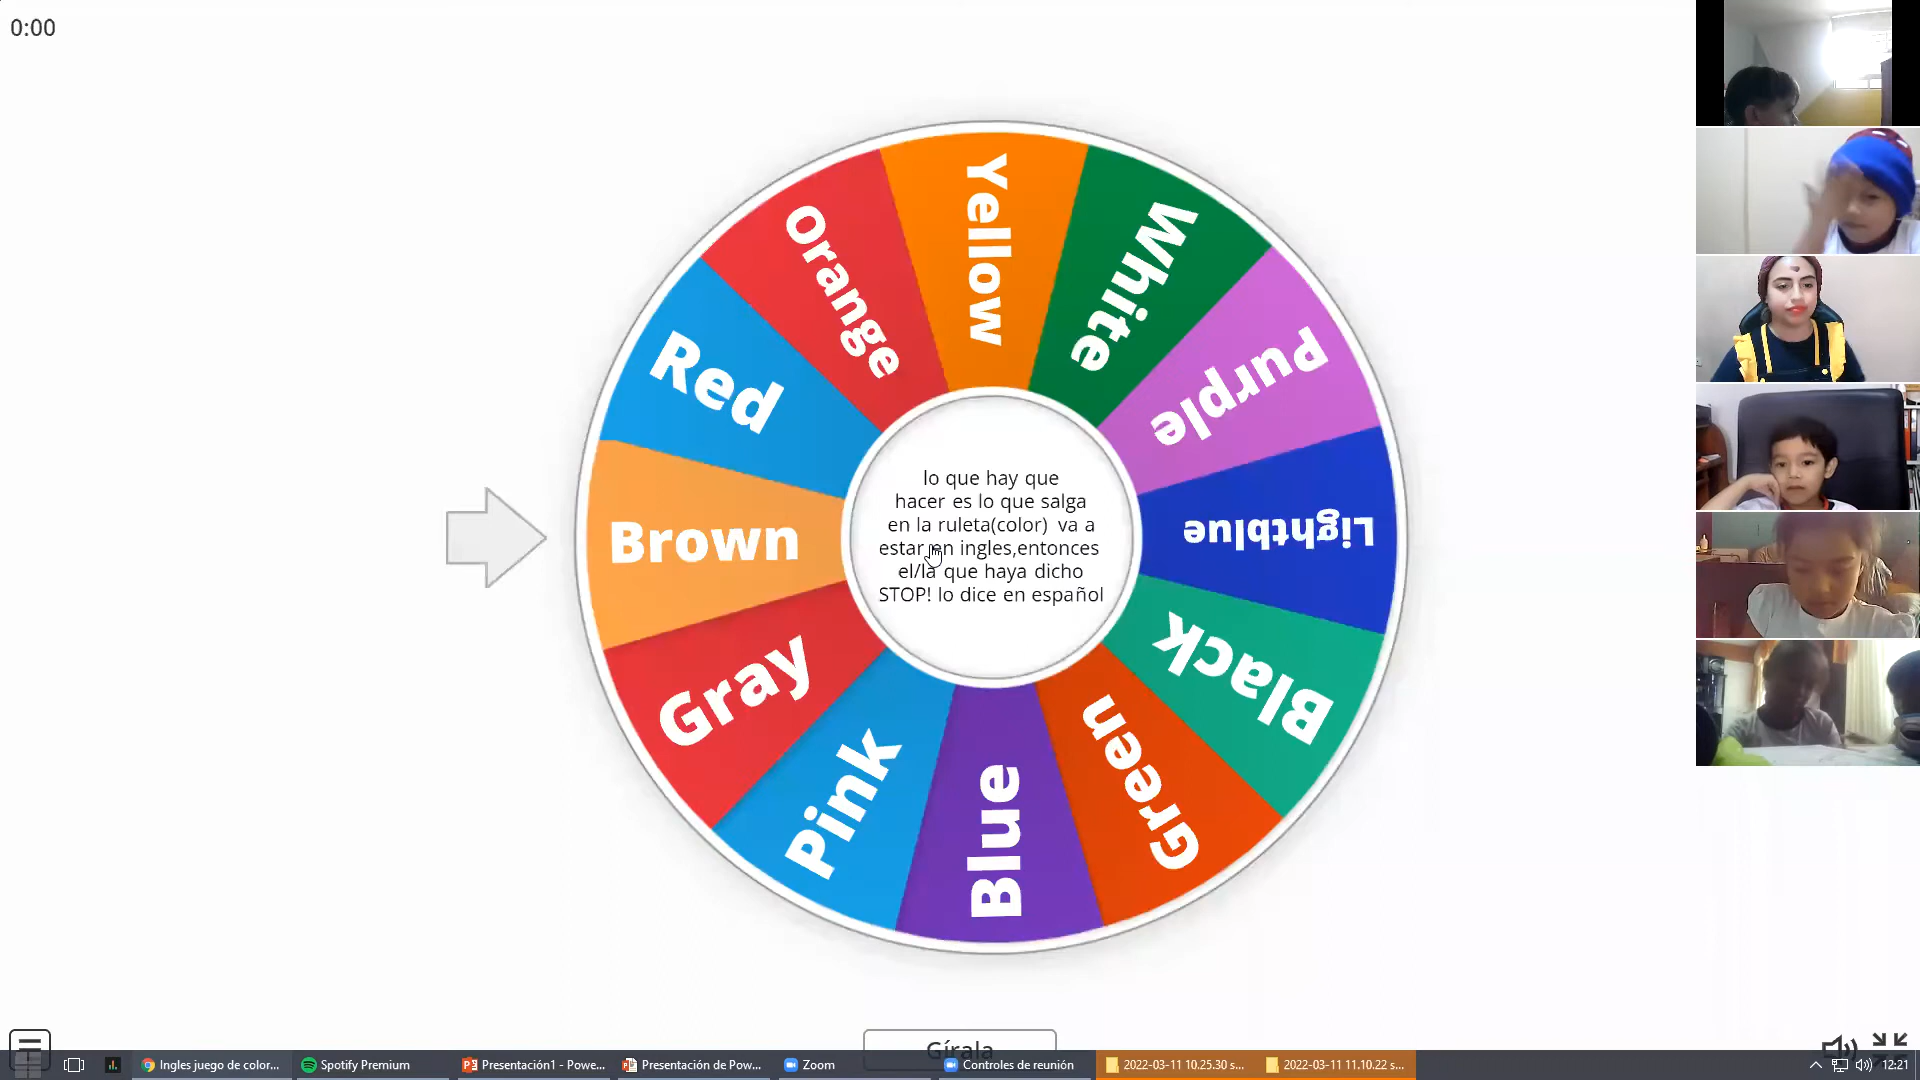 0:00
Yellow
White
Purple
Lightblue
Black
Green
Blue
Pink
Gray
Brown
Red
Orange
lo que hay que
hacer es lo que salga
en la ruleta(color) va a
estar en ingles,entonces
el/la que haya dicho
STOP! lo dice en español
Gírala
Ingles juego de color...
Spotify Premium
Presentación1 - Powe...
Presentación de Pow...
Zoom
Controles de reunión
2022-03-11 10.25.30 s...
2022-03-11 11.10.22 s...
12:21